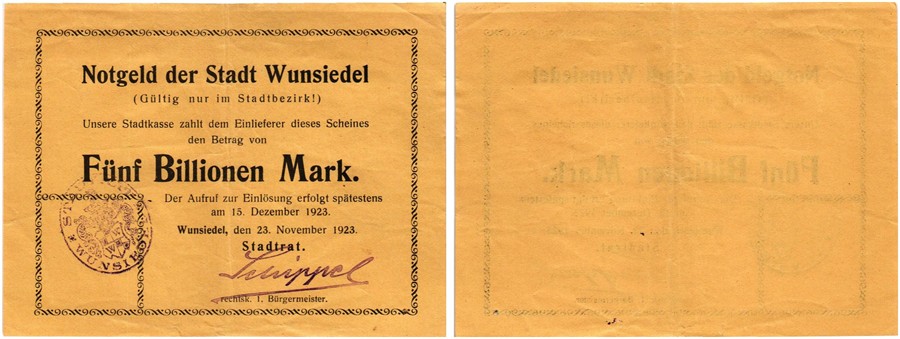 Notgeld der Stadt Wunsiedel
(Gültig nur im Stadtbezirk!)
Unsere Stadtkasse zahlt dem Einlieferer dieses Scheines
den Betrag von
Fünf Billionen Mark.
Der Aufruf zur Einlösung erfolgt spätestens
am 15. Dezember 1923.
Wunsiedel, den 23. November 1923.
Stadtrat.
rechtsk. 1. Bürgermeister.
WUNSIEDEL